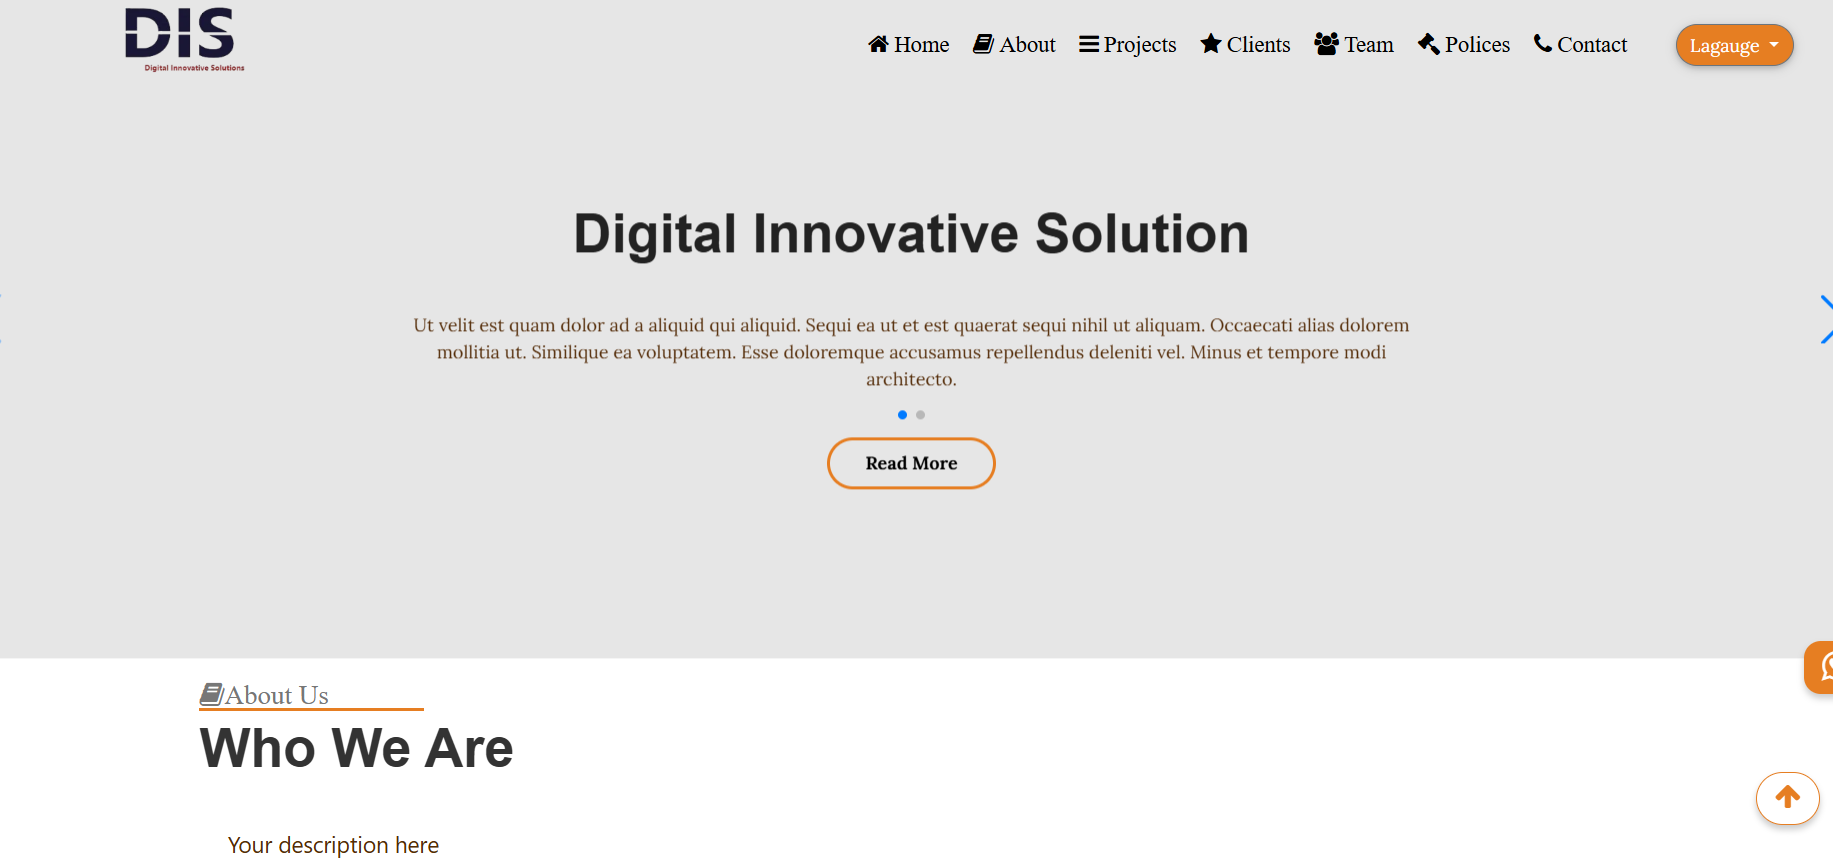 DIS
Digital Innovative Solutions
Home About Projects Clients Team Polices Contact Lagauge
Digital Innovative Solution
Ut velit est quam dolor ad a aliquid qui aliquid. Sequi ea ut et est quaerat sequi nihil ut aliquam. Occaecati alias dolorem
mollitia ut. Similique ea voluptatem. Esse doloremque accusamus repellendus deleniti vel. Minus et tempore modi
architecto.
Read More
About Us
Who We Are
Your description here